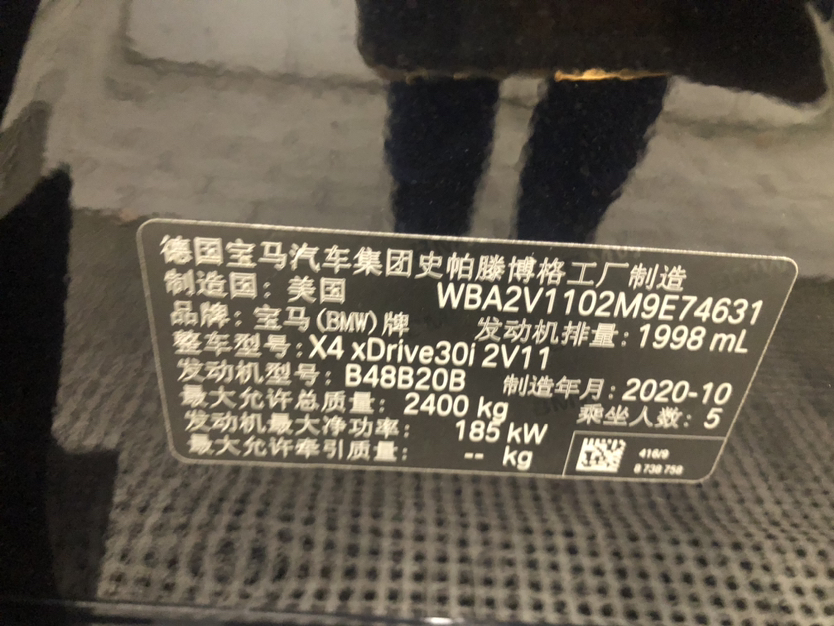 德国宝马汽车集团史帕滕博格工厂制造
制造国：美国 WBA2V1102M9E74631
品牌：宝马(BMW)牌 发动机排量：1998 mL
整车型号：X4 xDrive30i 2V11
发动机型号：B48B20B 制造年月：2020-10
最大允许总质量：2400 kg 乘坐人数：5
发动机最大净功率：185 kW
最大允许牵引质量：-- kg
416/9
8 738 758